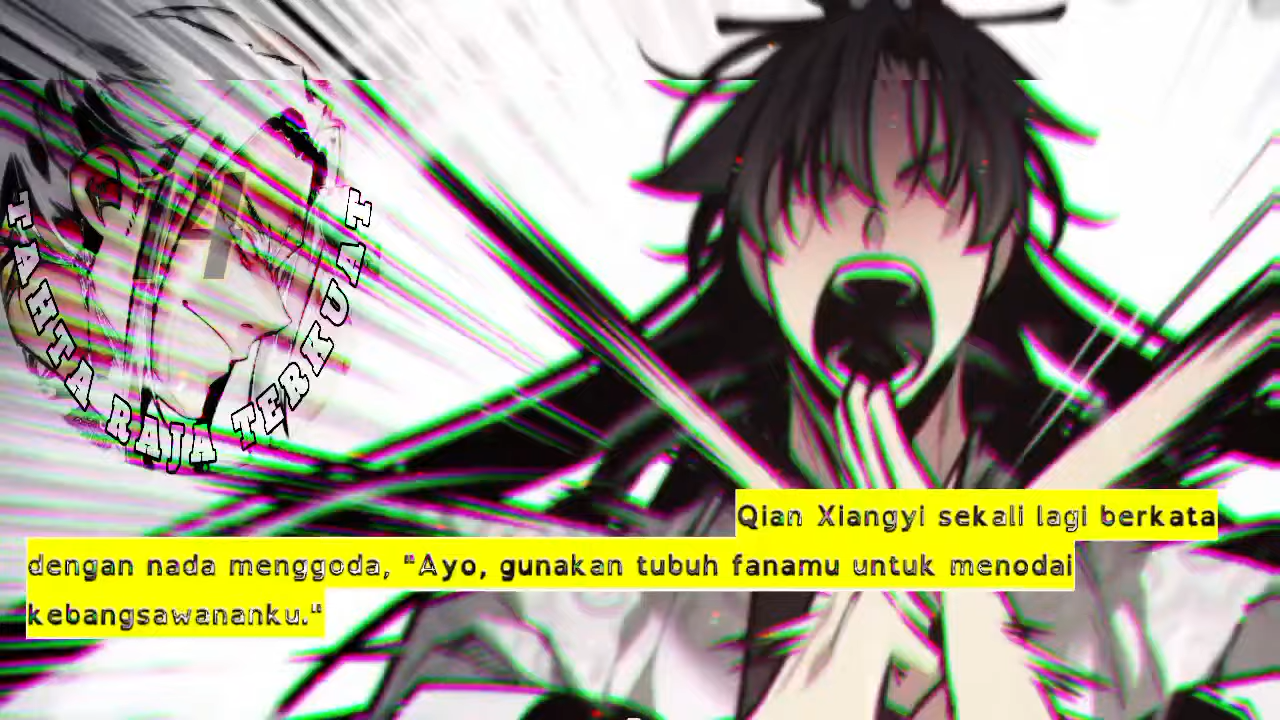 TAHTA RAJA TERKUAT
Qian Xiangyi sekali lagi berkata
dengan nada menggoda, "Ayo, gunakan tubuh fanamu untuk menodai
kebangsawananku."